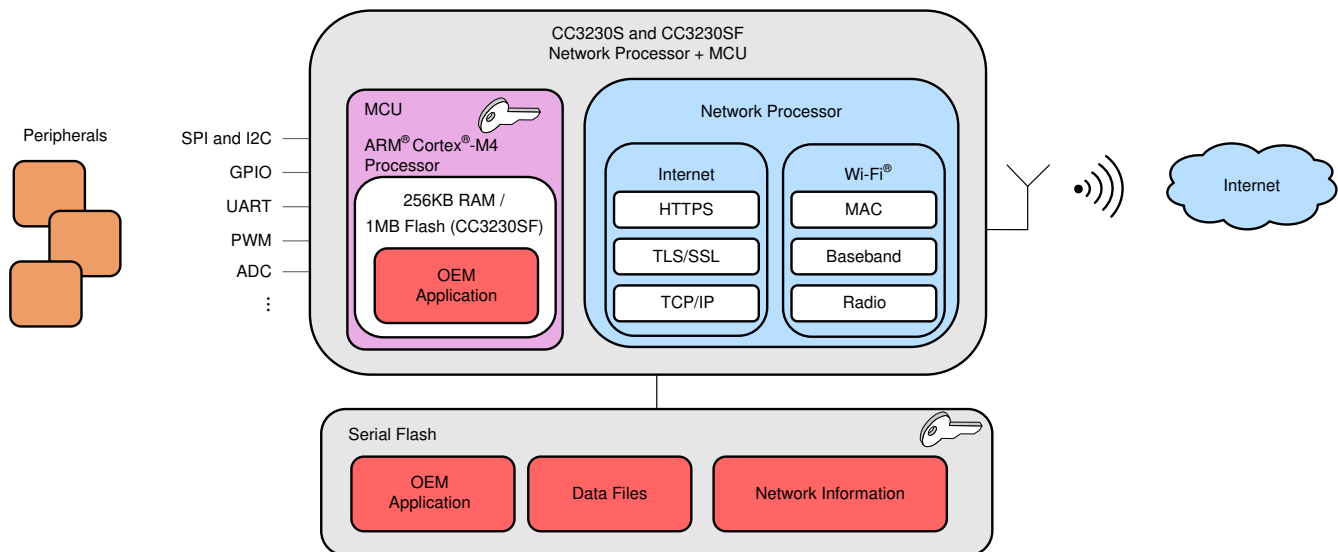 CC3230S and CC3230SF
Network Processor + MCU
Peripherals
SPI and I2C
GPIO
UART
PWM
ADC
⋮
MCU
ARM® Cortex®-M4
Processor
256KB RAM /
1MB Flash (CC3230SF)
OEM
Application
Network Processor
Internet
HTTPS
TLS/SSL
TCP/IP
Wi-Fi®
MAC
Baseband
Radio
Internet
Serial Flash
OEM
Application
Data Files
Network Information